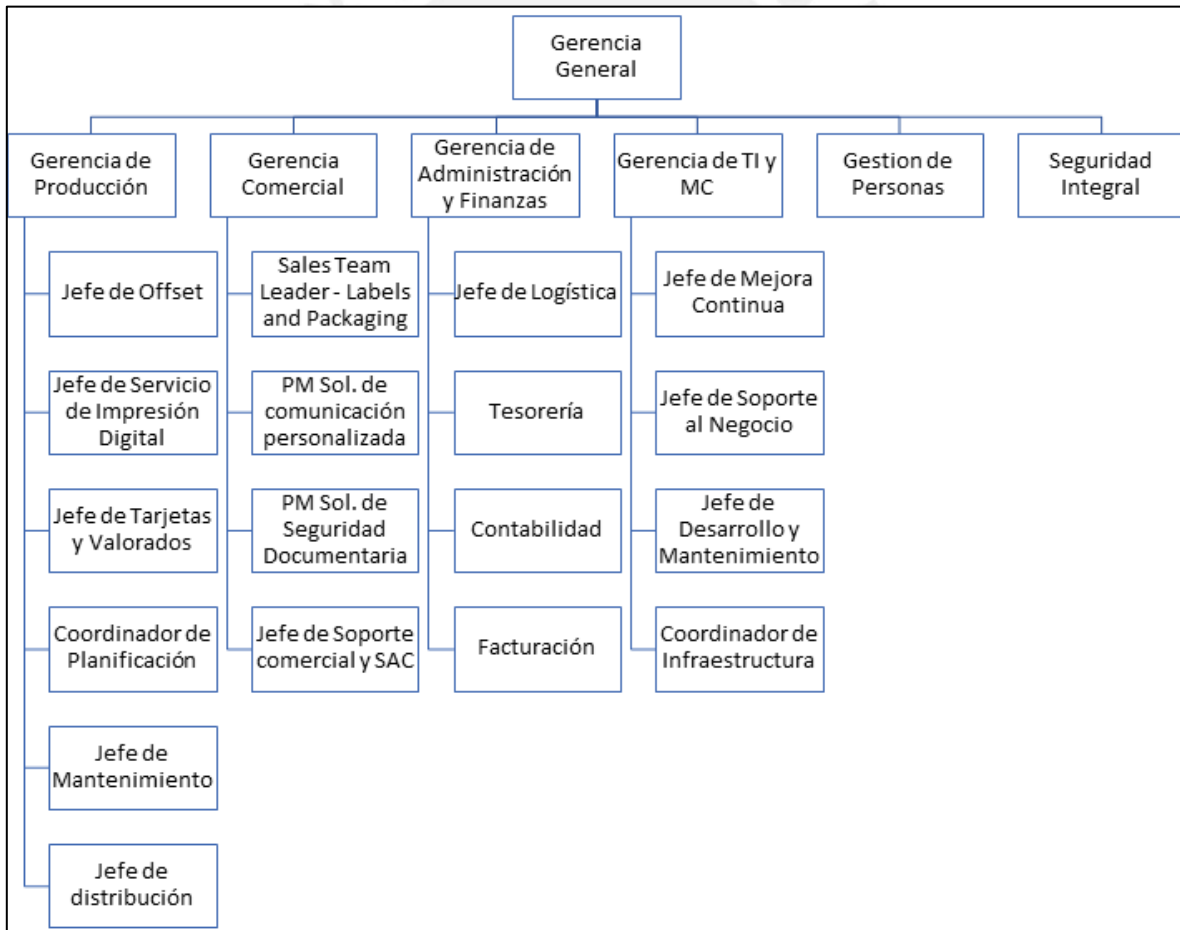 Gerencia
General
Gerencia de
Producción
Gerencia
Comercial
Gerencia de
Administración
y Finanzas
Gerencia de TI y
MC
Gestion de
Personas
Seguridad
Integral
Jefe de Offset
Jefe de Servicio
de Impresión
Digital
Jefe de Tarjetas
y Valorados
Coordinador de
Planificación
Jefe de
Mantenimiento
Jefe de
distribución
Sales Team
Leader - Labels
and Packaging
PM Sol. de
comunicación
personalizada
PM Sol. de
Seguridad
Documentaria
Jefe de Soporte
comercial y SAC
Jefe de Logística
Tesorería
Contabilidad
Facturación
Jefe de Mejora
Continua
Jefe de Soporte
al Negocio
Jefe de
Desarrollo y
Mantenimiento
Coordinador de
Infraestructura